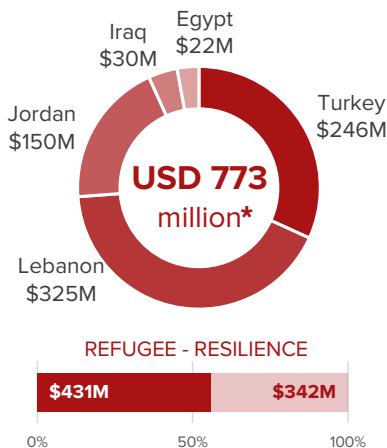 Egypt
$22M
Iraq
$30M
Turkey
$246M
Jordan
$150M
USD 773
million*
Lebanon
$325M
REFUGEE - RESILIENCE
$431M $342M
0% 50% 100%